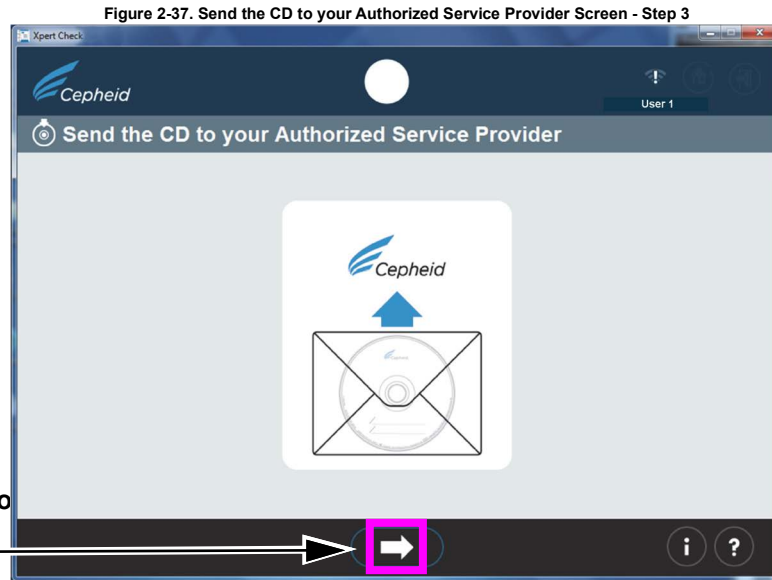 Figure 2-37. Send the CD to your Authorized Service Provider Screen - Step 3
Xpert Check
Cepheid
User 1
Send the CD to your Authorized Service Provider
Cepheid
Cepheid
o
i
?